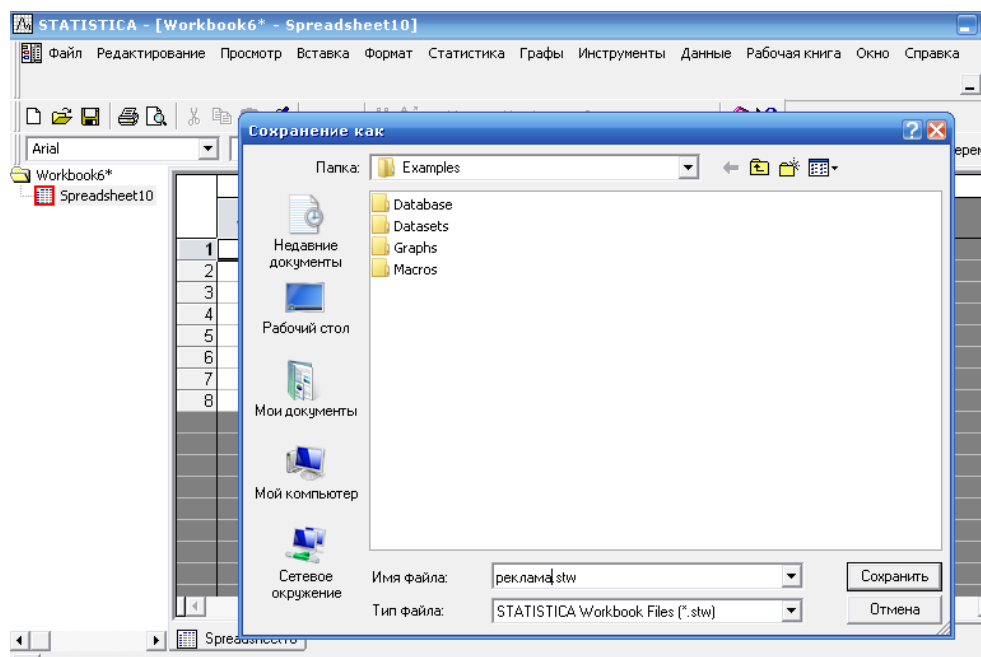 STATISTICA - [Workbook6* - Spreadsheet10]
Файл Редактирование Просмотр Вставка Формат Статистика Графы Инструменты Данные Рабочая книга Окно Справка
Arial
Workbook6*
Spreadsheet10
1
2
3
4
5
6
7
8
Сохранение как
Папка: Examples
Недавние документы
Рабочий стол
Мои документы
Мой компьютер
Сетевое окружение
Database
Datasets
Graphs
Macros
Имя файла: реклама.stw
Сохранить
Тип файла: STATISTICA Workbook Files (*.stw)
Отмена